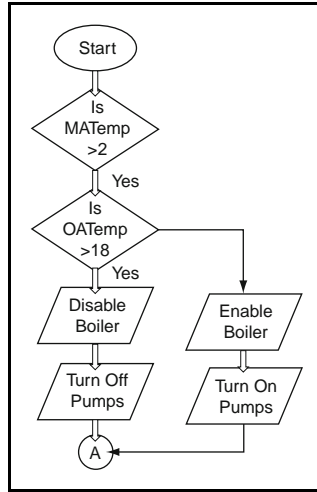 Start
Is
MATemp
>2
Yes
Is
OATemp
>18
Yes
Disable
Boiler
Turn Off
Pumps
Enable
Boiler
Turn On
Pumps
A